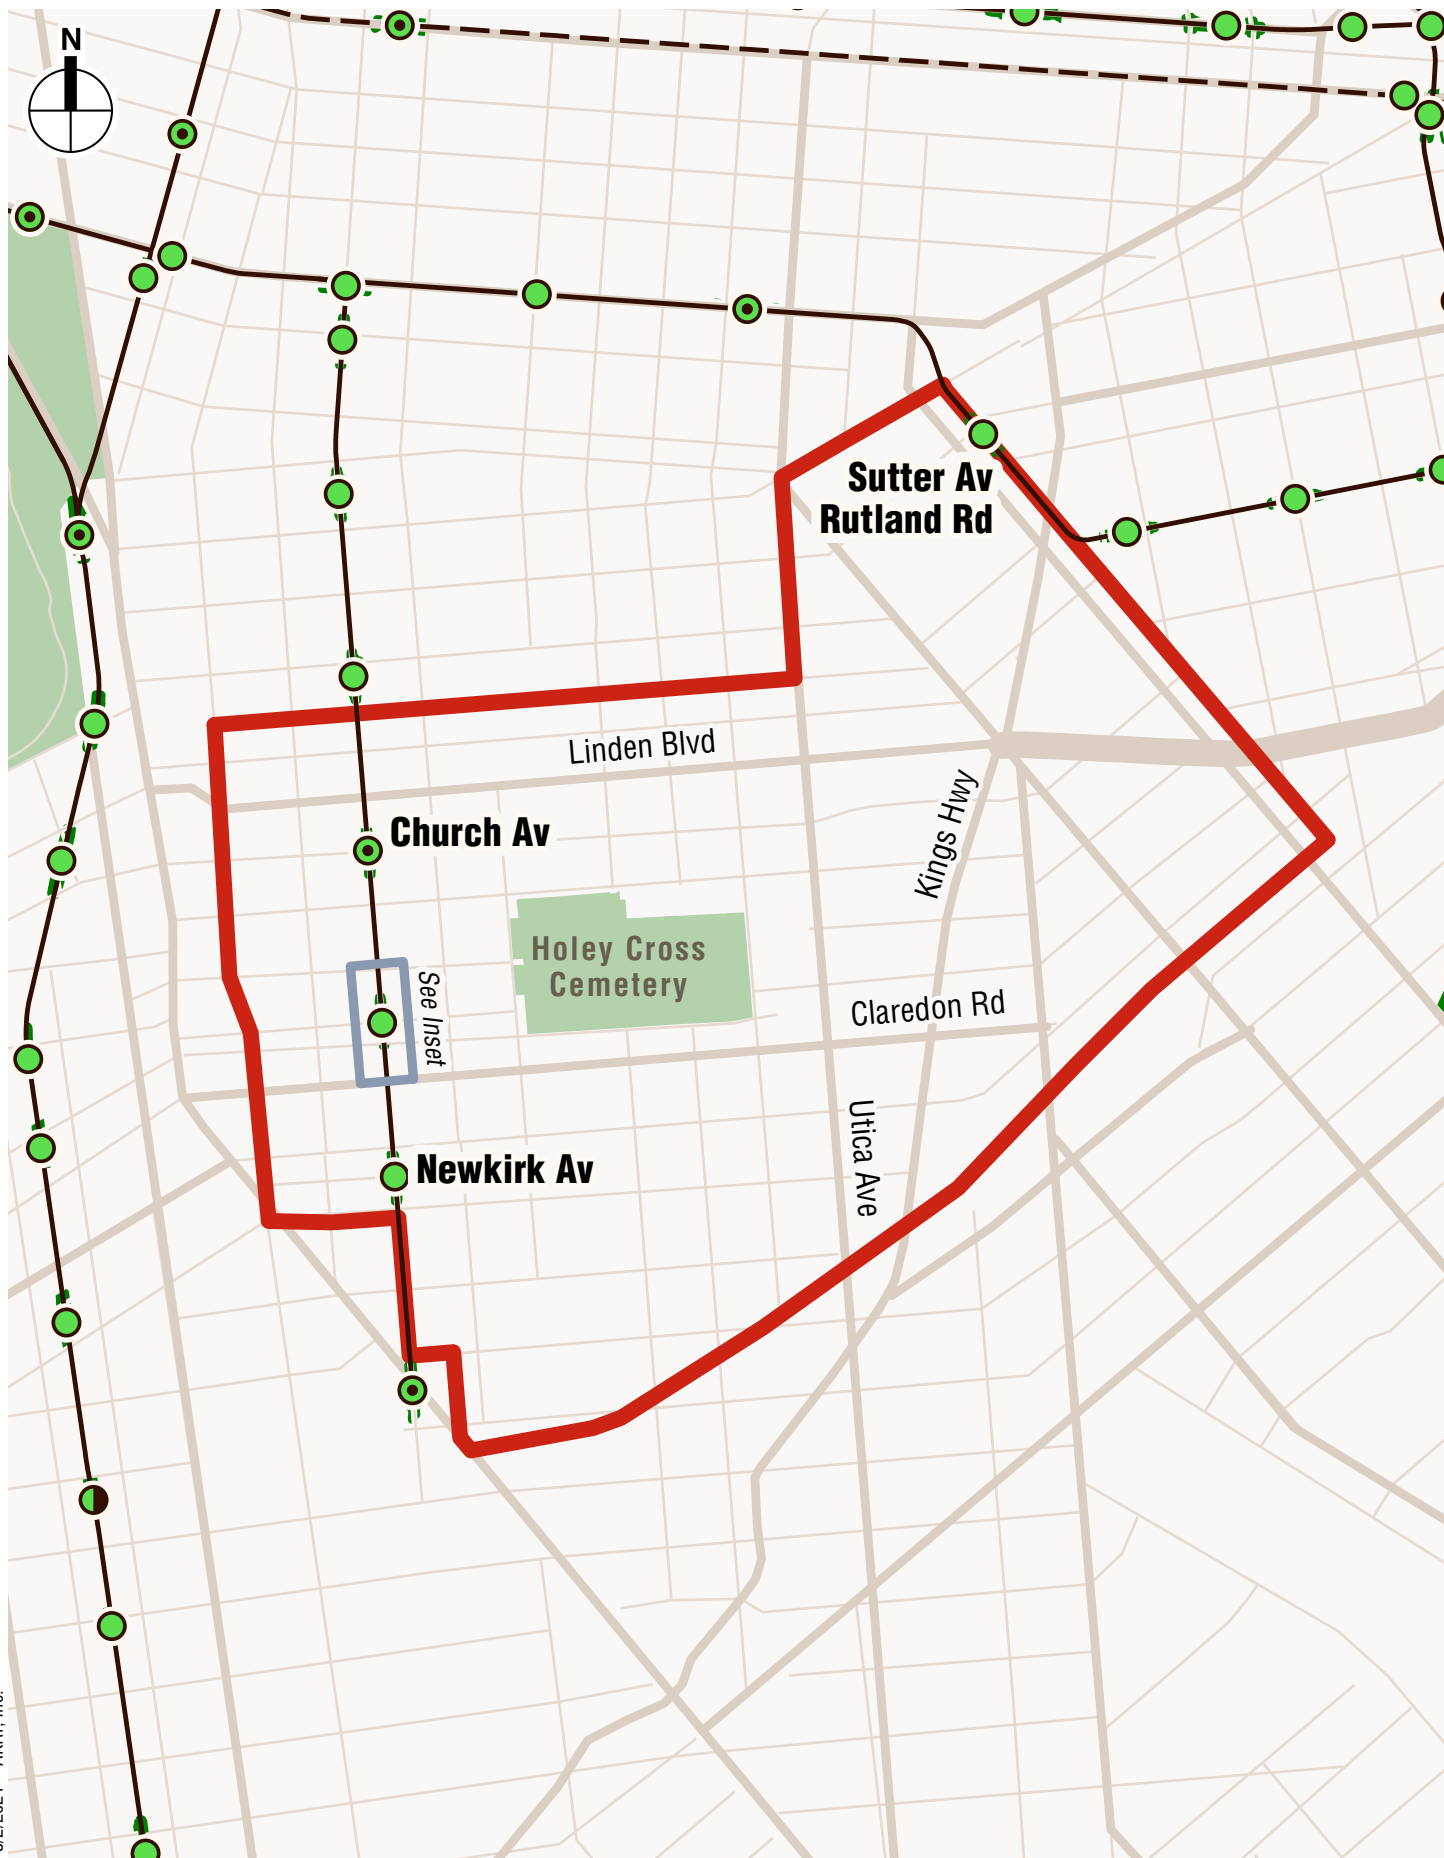 N
Sutter Av
Rutland Rd
Linden Blvd
Church Av
Kings Hwy
Holey Cross
Cemetery
See Inset
Claredon Rd
Utica Ave
Newkirk Av